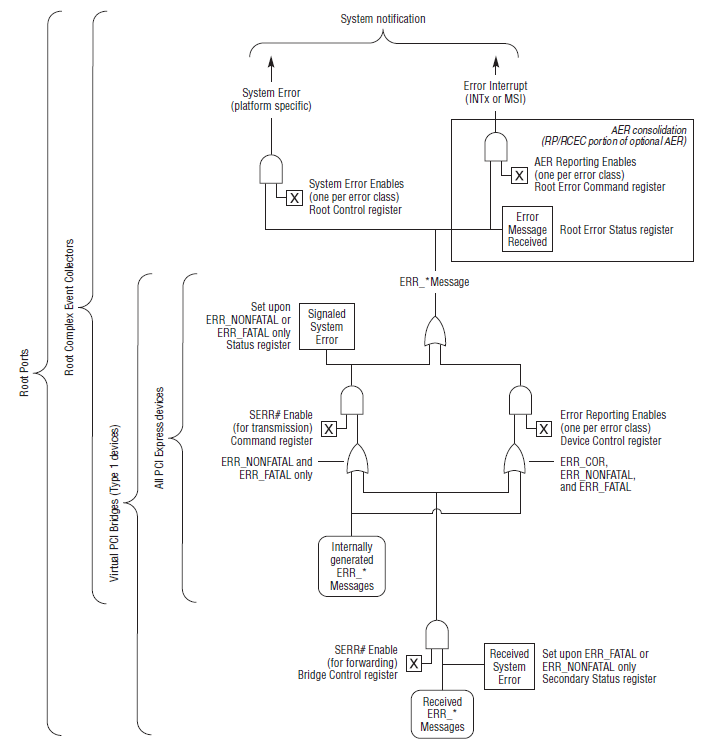 System notification
System Error
(platform specific)
Error Interrupt
(INTx or MSI)
AER consolidation
(RP/RCEC portion of optional AER)
AER Reporting Enables
(one per error class)
Root Error Command register
X
System Error Enables
(one per error class)
Root Control register
X
Error
Message
Received
Root Error Status register
ERR_*Message
Set upon
ERR_NONFATAL or
ERR_FATAL only
Status register
Signaled
System
Error
SERR# Enable
(for transmission)
Command register
X
Error Reporting Enables
(one per error class)
Device Control register
X
ERR_NONFATAL and
ERR_FATAL only
ERR_COR,
ERR_NONFATAL,
and ERR_FATAL
Internally
generated
ERR_*
Messages
SERR# Enable
(for forwarding)
Bridge Control register
X
Received
System
Error
Set upon ERR_FATAL or
ERR_NONFATAL only
Secondary Status register
Received
ERR_*
Messages
Root Ports
Root Complex Event Collectors
Virtual PCI Bridges (Type 1 devices)
All PCI Express devices